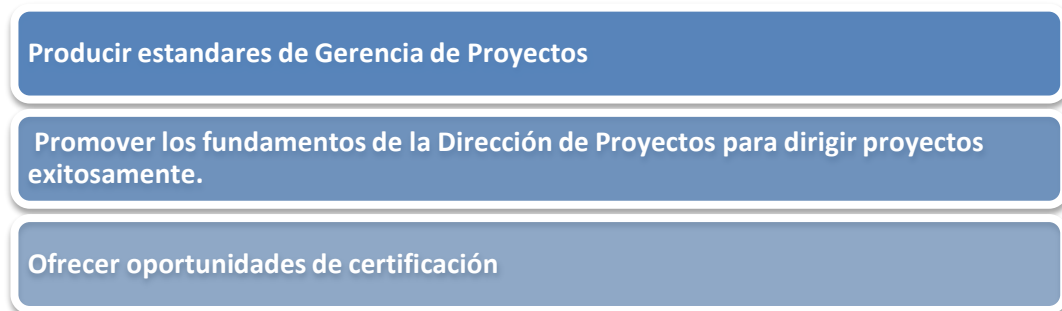 Producir estandares de Gerencia de Proyectos
Promover los fundamentos de la Dirección de Proyectos para dirigir proyectos
exitosamente.
Ofrecer oportunidades de certificación